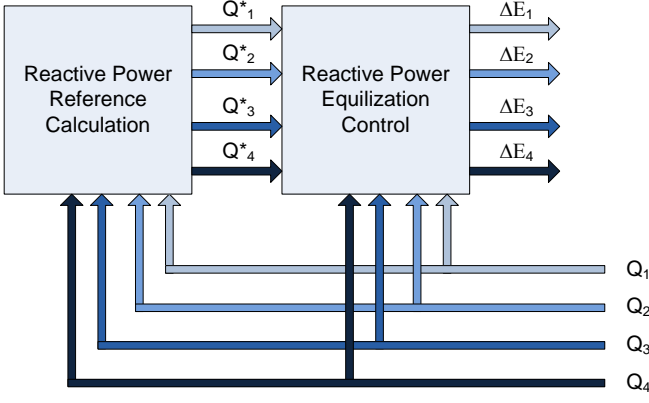 Q*₁
Q*₂
Q*₃
Q*₄
Reactive Power
Reference
Calculation
Reactive Power
Equilization
Control
ΔE₁
ΔE₂
ΔE₃
ΔE₄
Q₁
Q₂
Q₃
Q₄